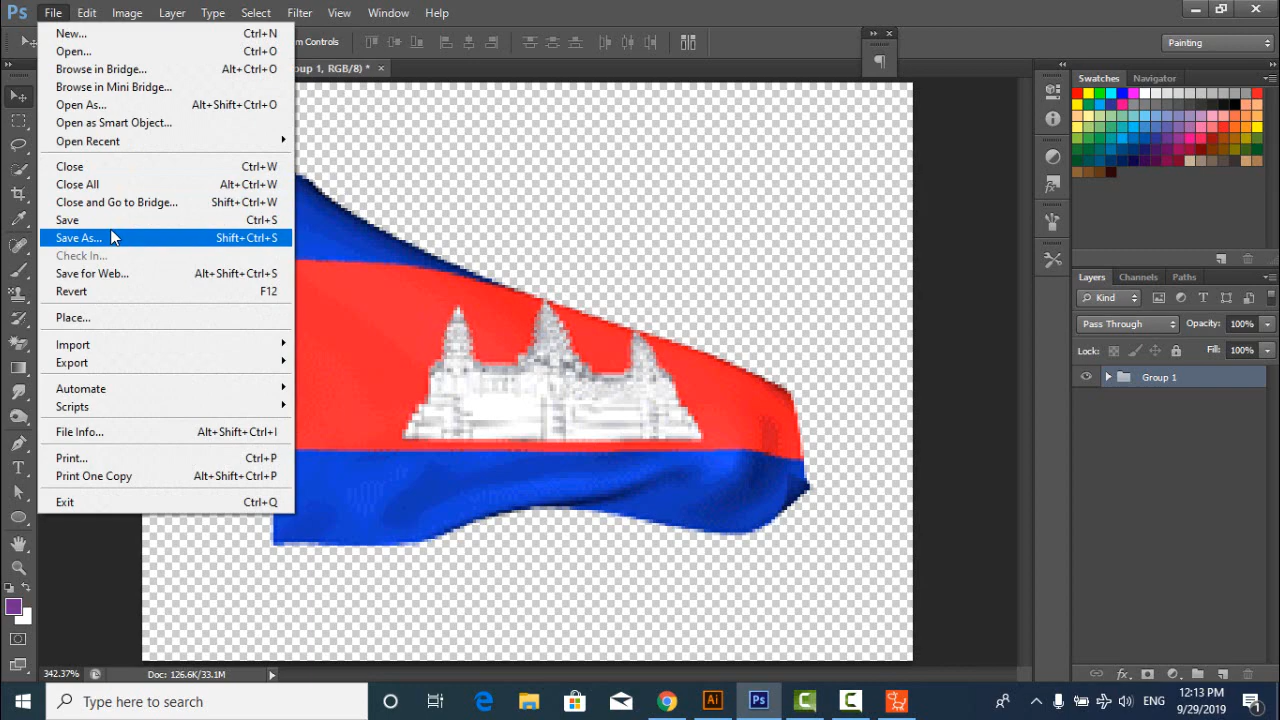 Ps File Edit Image Layer Type Select Filter View Window Help
New... Ctrl+N
Open... Ctrl+O
Browse in Bridge... Alt+Ctrl+O
Browse in Mini Bridge...
Open As... Alt+Shift+Ctrl+O
Open as Smart Object...
Open Recent
Close Ctrl+W
Close All Alt+Ctrl+W
Close and Go to Bridge... Shift+Ctrl+W
Save Ctrl+S
Save As... Shift+Ctrl+S
Check In...
Save for Web... Alt+Shift+Ctrl+S
Revert F12
Place...
Import
Export
Automate
Scripts
File Info... Alt+Shift+Ctrl+I
Print... Ctrl+P
Print One Copy Alt+Shift+Ctrl+P
Exit Ctrl+Q
Controls
1, RGB/8) *
Painting
Swatches Navigator
Layers Channels Paths
Kind
Pass Through Opacity: 100%
Lock: Fill: 100%
Group 1
342.37% Doc: 126.6K/33.1M
Type here to search
Ai Ps
ENG
12:13 PM
9/29/2019
1